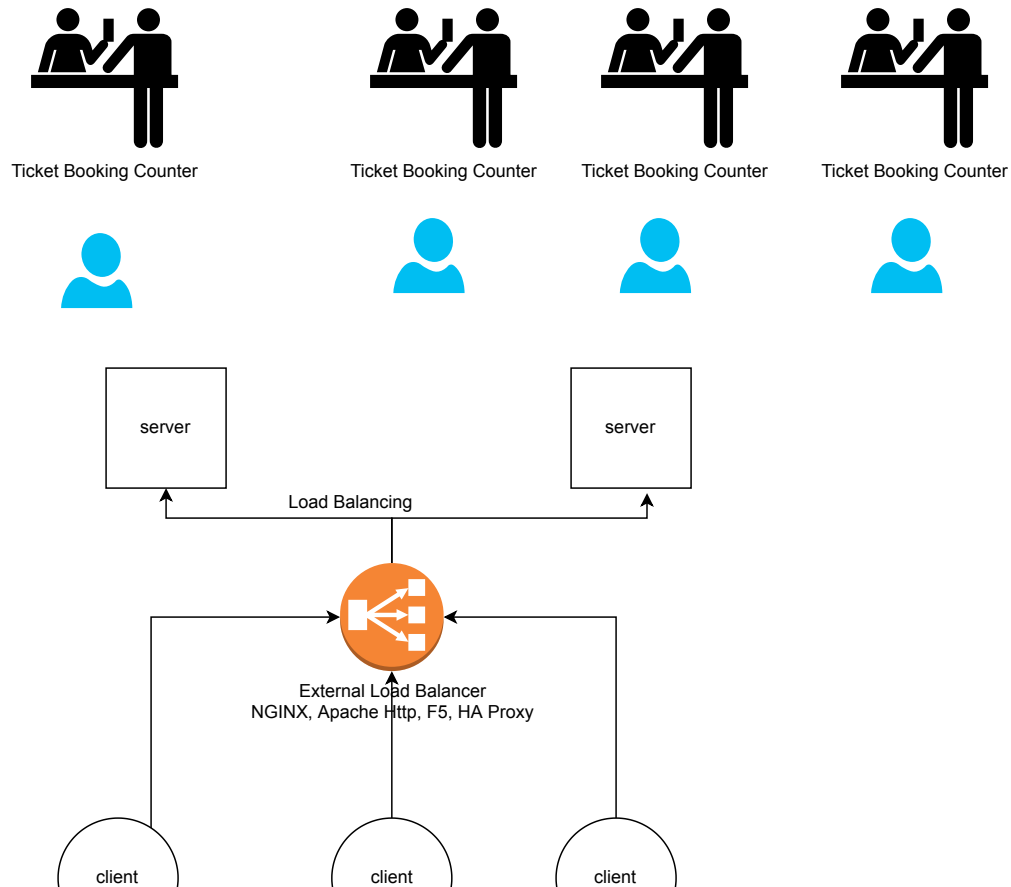 Ticket Booking Counter
Ticket Booking Counter
Ticket Booking Counter
Ticket Booking Counter
server
server
Load Balancing
External Load Balancer
NGINX, Apache Http, F5, HA Proxy
client
client
client